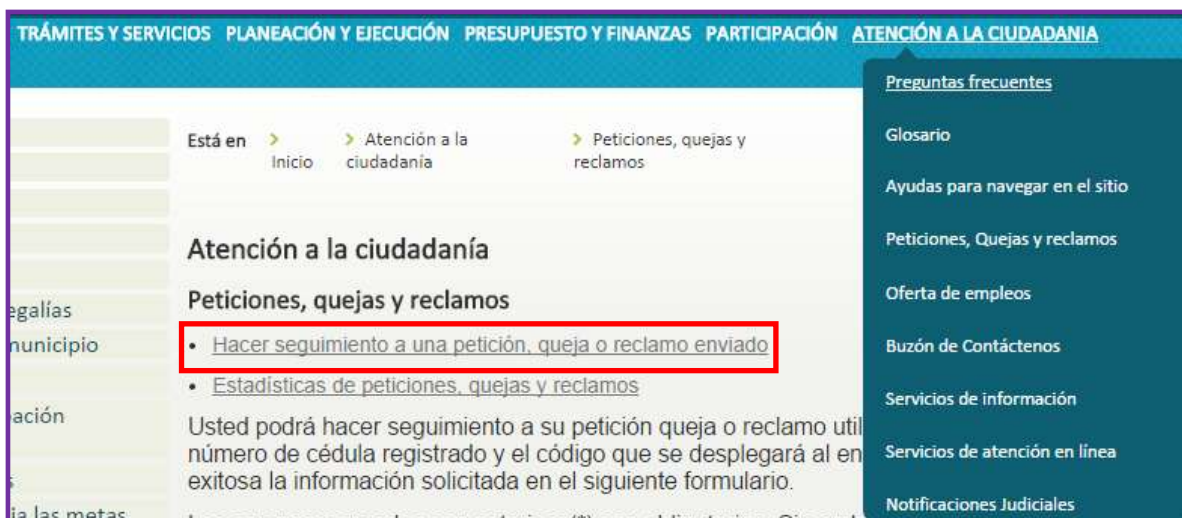 TRÁMITES Y SERVICIOS PLANEACIÓN Y EJECUCIÓN PRESUPUESTO Y FINANZAS PARTICIPACIÓN ATENCIÓN A LA CIUDADANIA
Preguntas frecuentes
Glosario
Ayudas para navegar en el sitio
Peticiones, Quejas y reclamos
Oferta de empleos
Buzón de Contáctenos
Servicios de información
Servicios de atención en línea
Notificaciones Judiciales
Está en > Inicio > Atención a la ciudadanía > Peticiones, quejas y reclamos
Atención a la ciudadanía
Peticiones, quejas y reclamos
• Hacer seguimiento a una petición, queja o reclamo enviado
• Estadísticas de peticiones, quejas y reclamos
Usted podrá hacer seguimiento a su petición queja o reclamo util
número de cédula registrado y el código que se desplegará al en
exitosa la información solicitada en el siguiente formulario.
egalías
municipio
ación
s
ia las metas